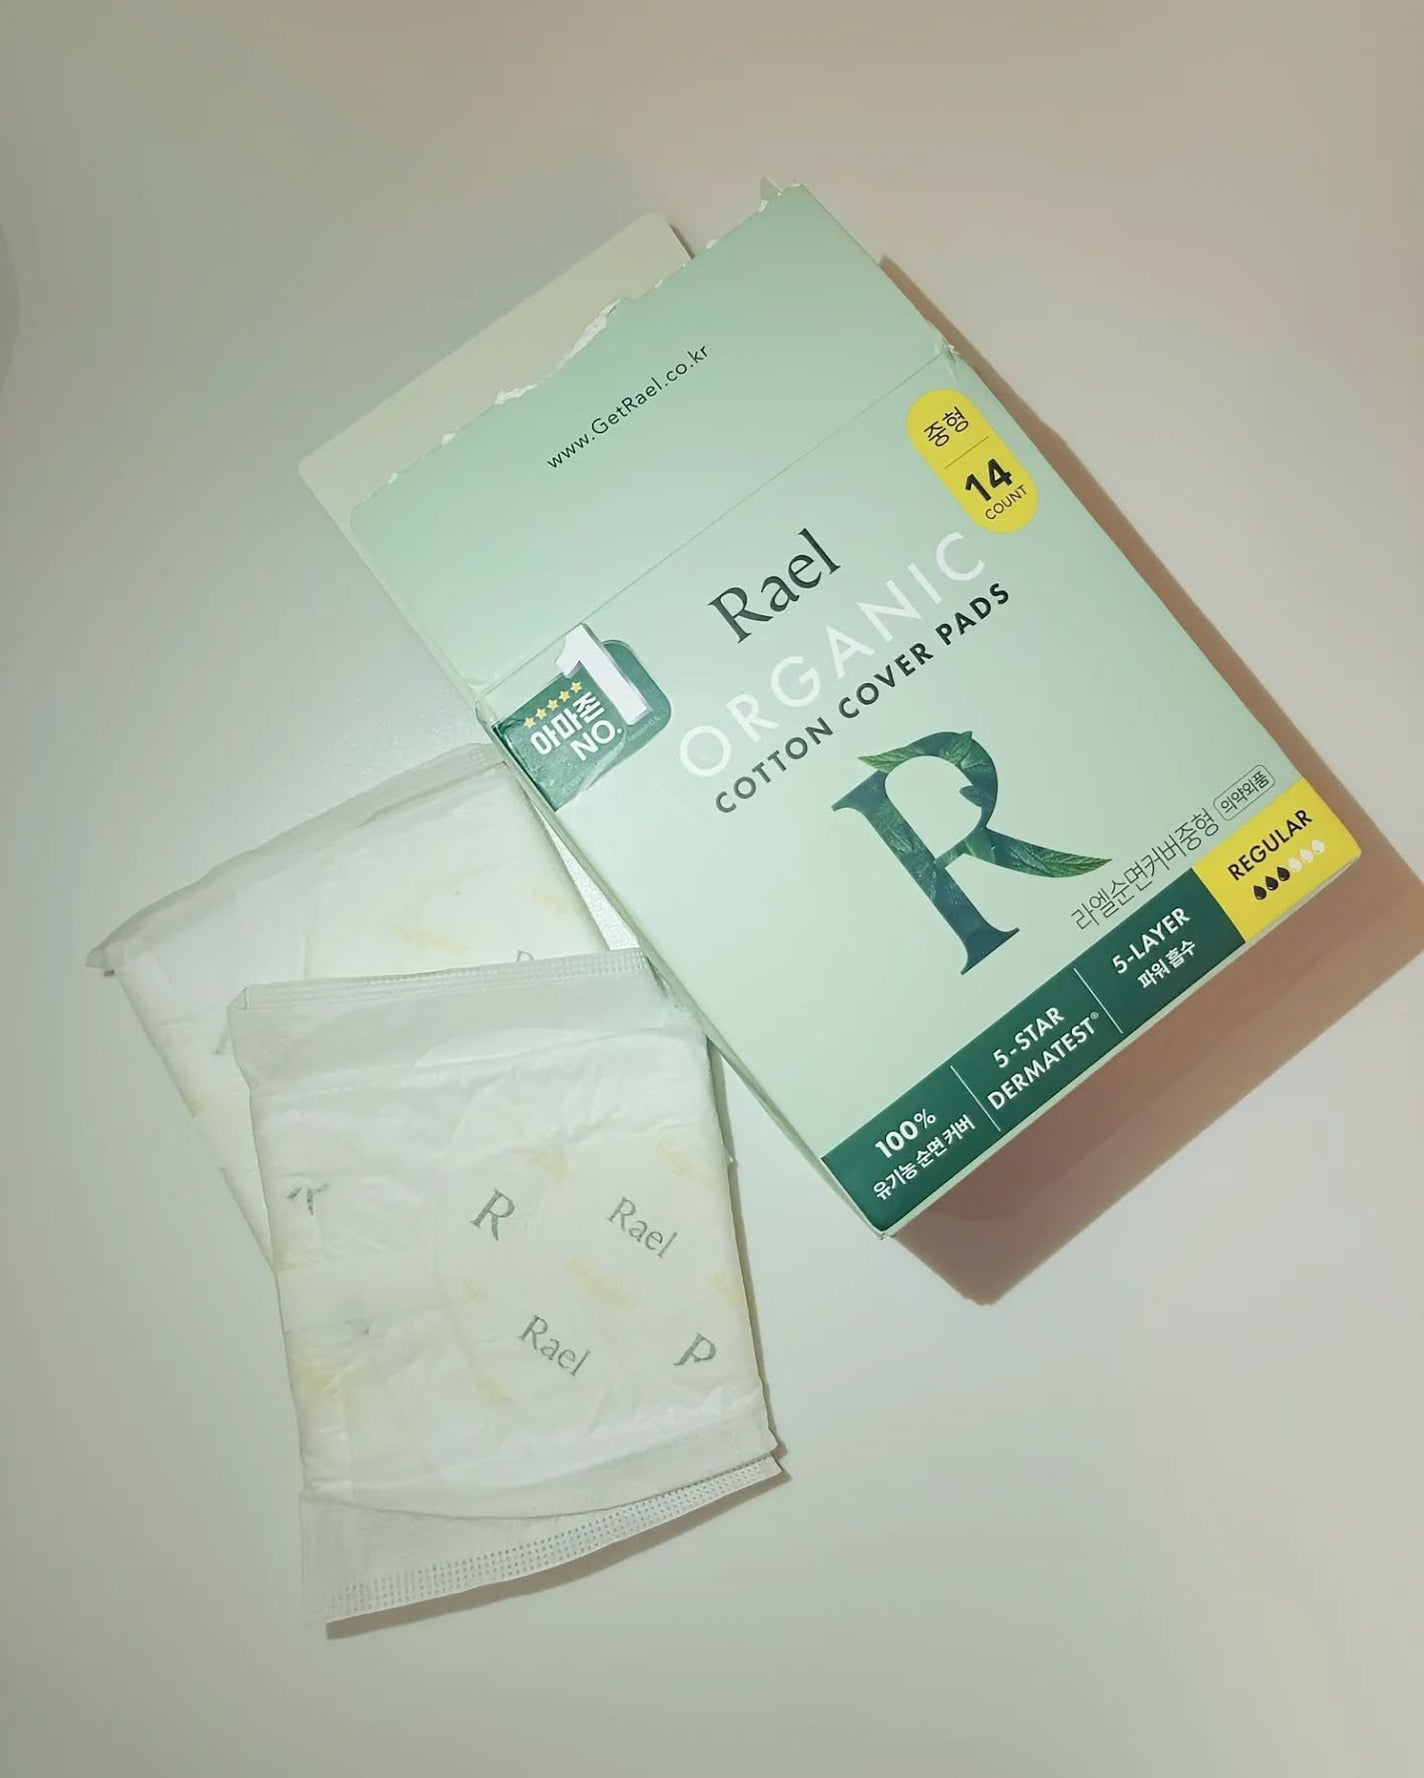 www.GetRael.co.kr
중형
14
COUNT
Rael
ORGANIC
COTTON COVER PADS
1
아마존
NO.
R
라엘순면커버중형 의약외품
REGULAR
5-LAYER
파워 흡수
5-STAR
DERMATEST®
100%
유기농 순면 커버
R
Rael
Regular
Rael
R